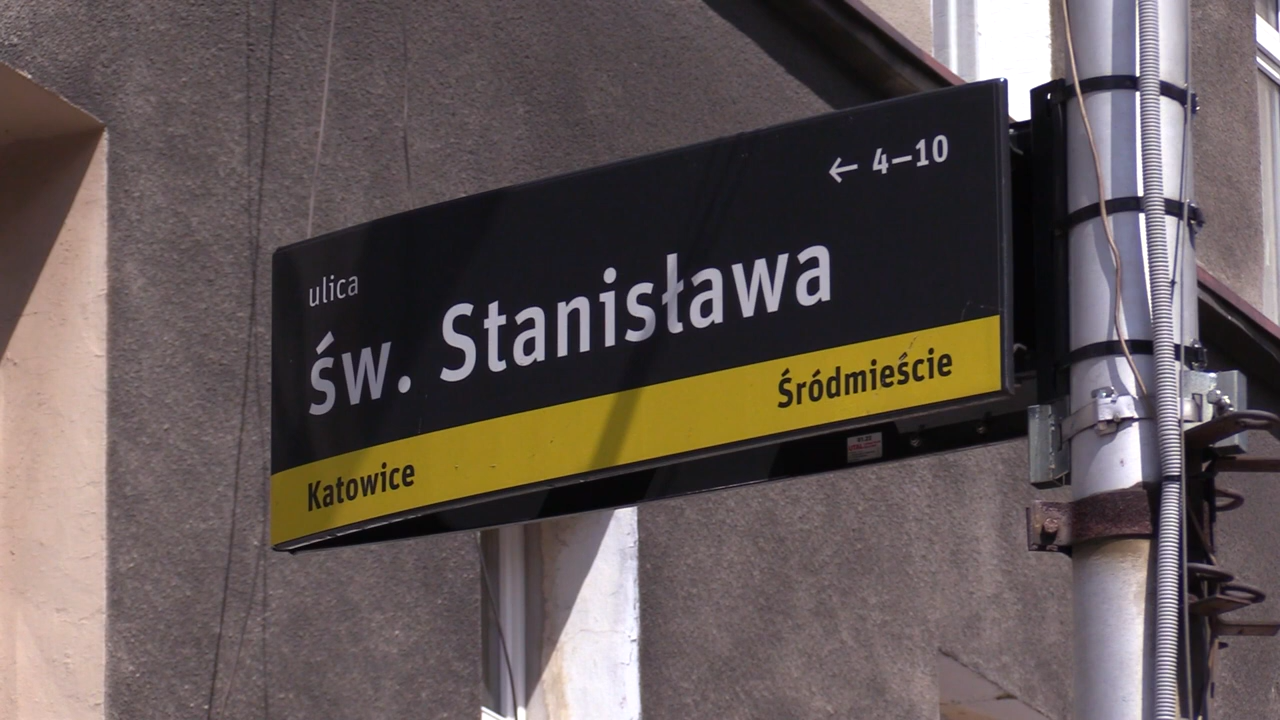 ← 4–10
ulica
św. Stanisława
Śródmieście
Katowice